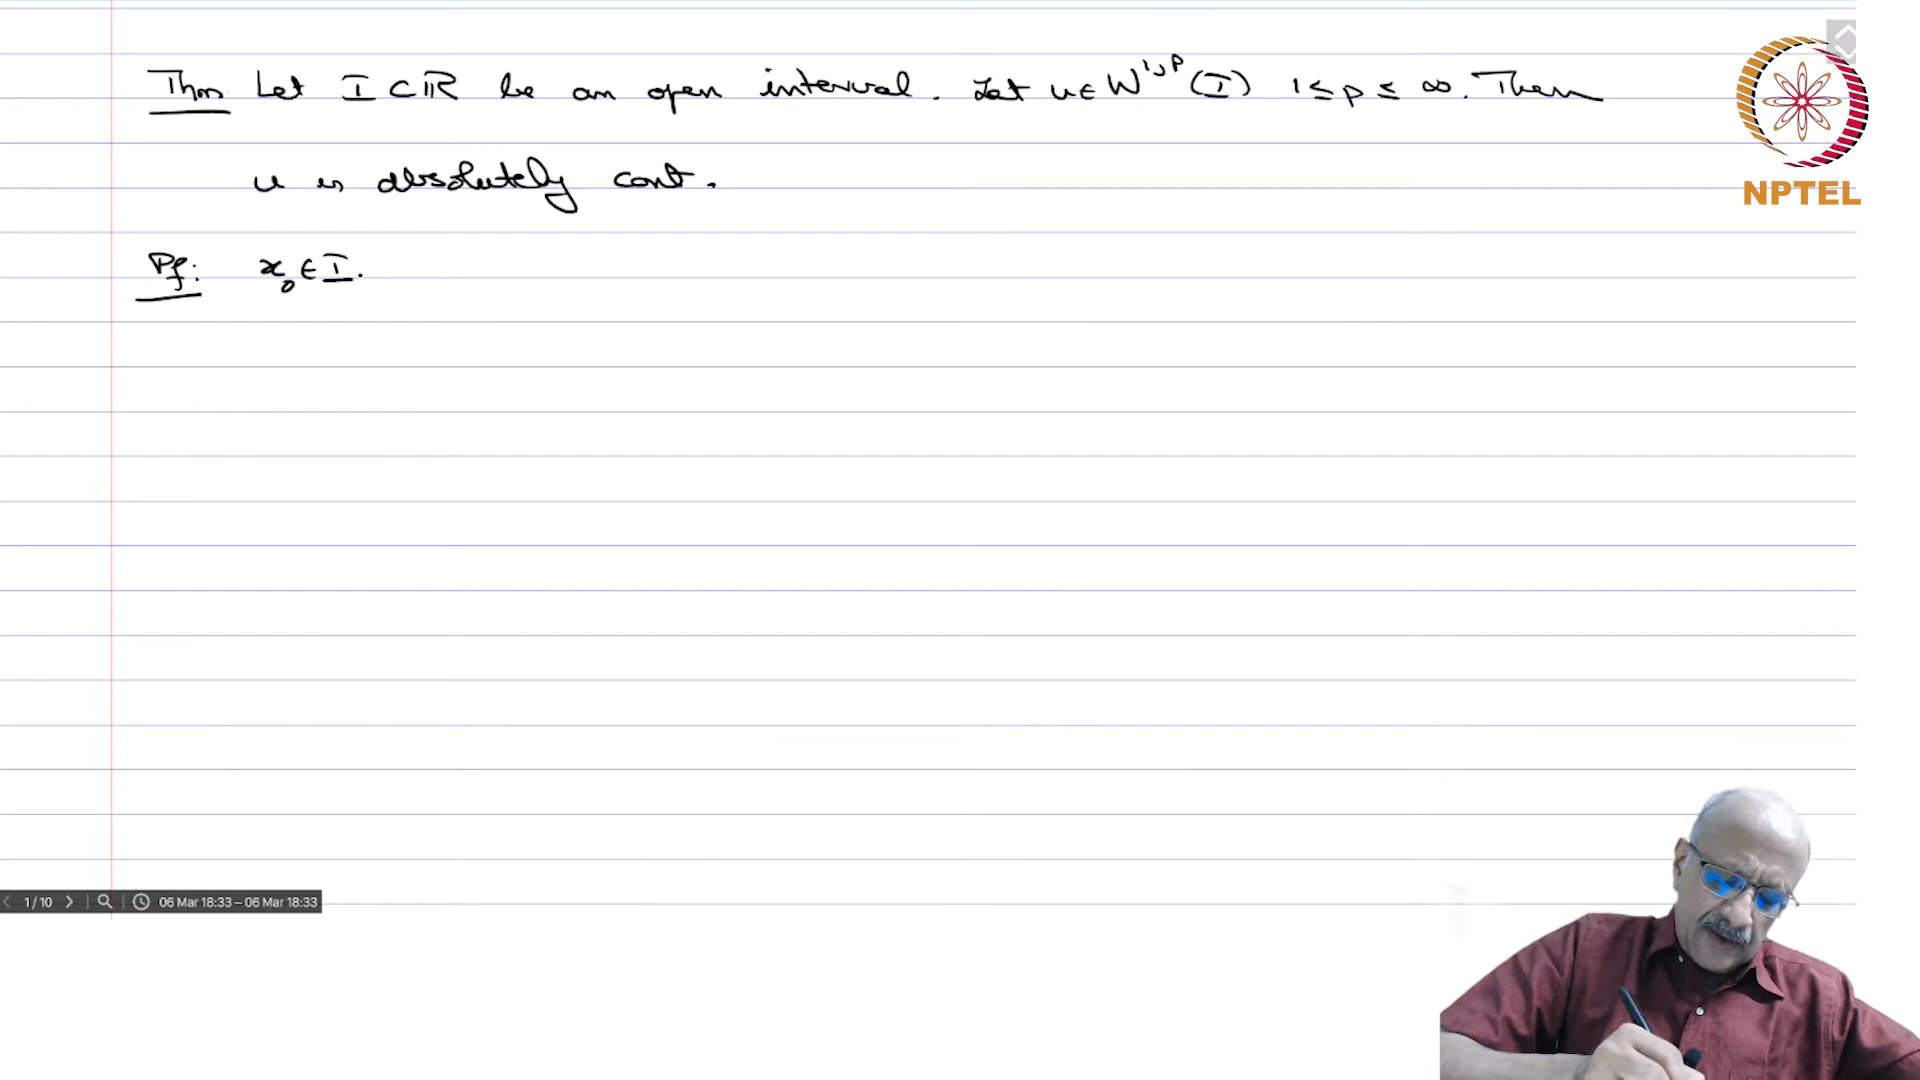 Thm Let I ⊂ ℝ be an open interval. Let u ∈ W^{1,p}(I) 1 ≤ p ≤ ∞. Then
u is absolutely cont.
Pf: x₀ ∈ I.
NPTEL
1/10 06 Mar 18:33 – 06 Mar 18:33